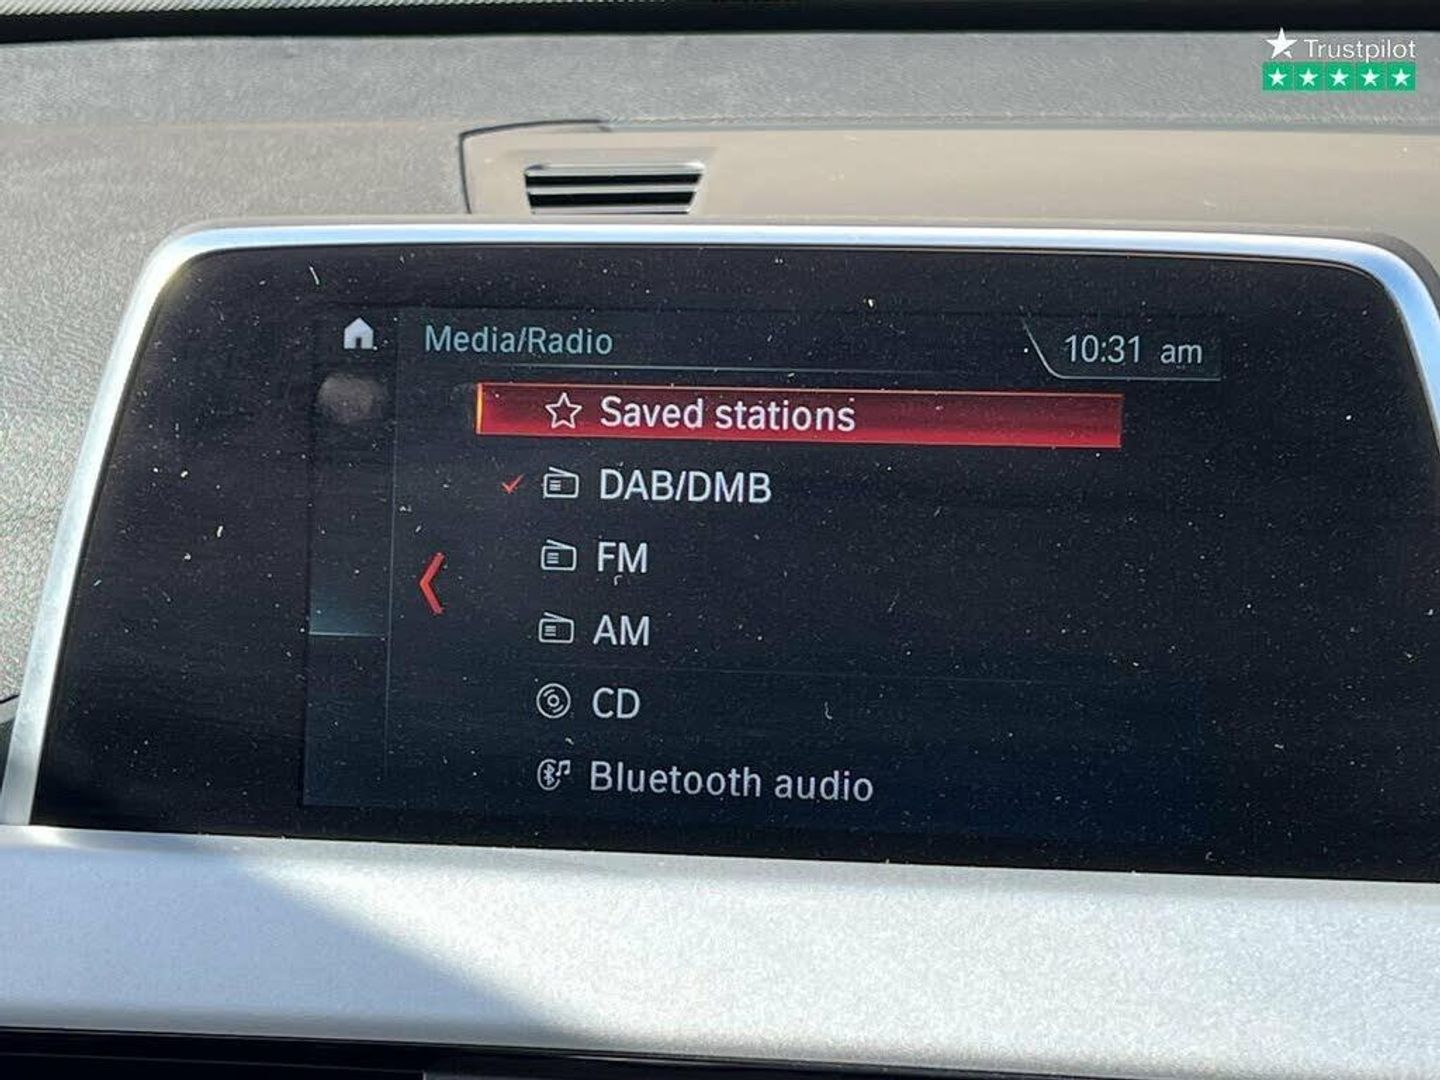 Trustpilot
Media/Radio
10:31 am
Saved stations
DAB/DMB
FM
AM
CD
Bluetooth audio